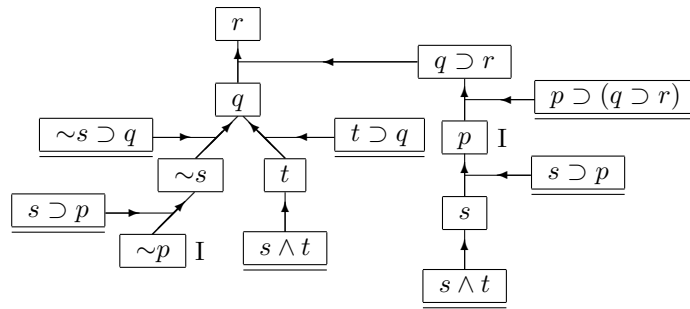 r
q ⊃ r
q
p ⊃ (q ⊃ r)
∼s ⊃ q
t ⊃ q
p I
∼s
t
s ⊃ p
s ⊃ p
s
∼p I
s ∧ t
s ∧ t